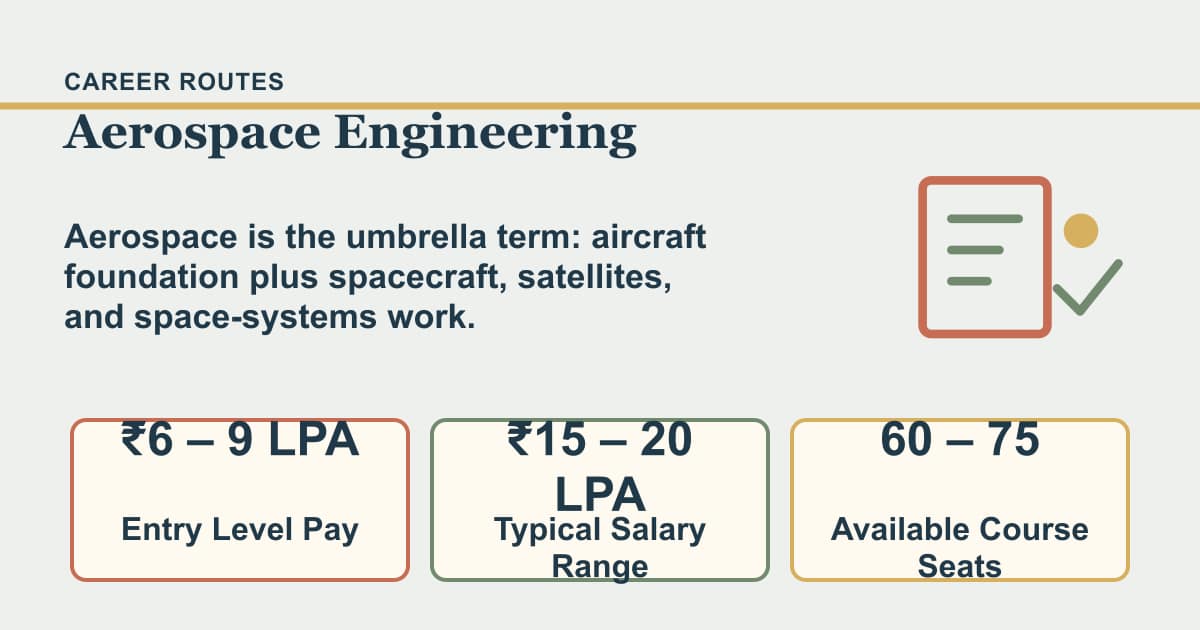 CAREER ROUTES
Aerospace Engineering
Aerospace is the umbrella term: aircraft
foundation plus spacecraft, satellites,
and space-systems work.
₹6 – 9 LPA
Entry Level Pay
₹15 – 20
LPA
Typical Salary
Range
60 – 75
Available Course
Seats